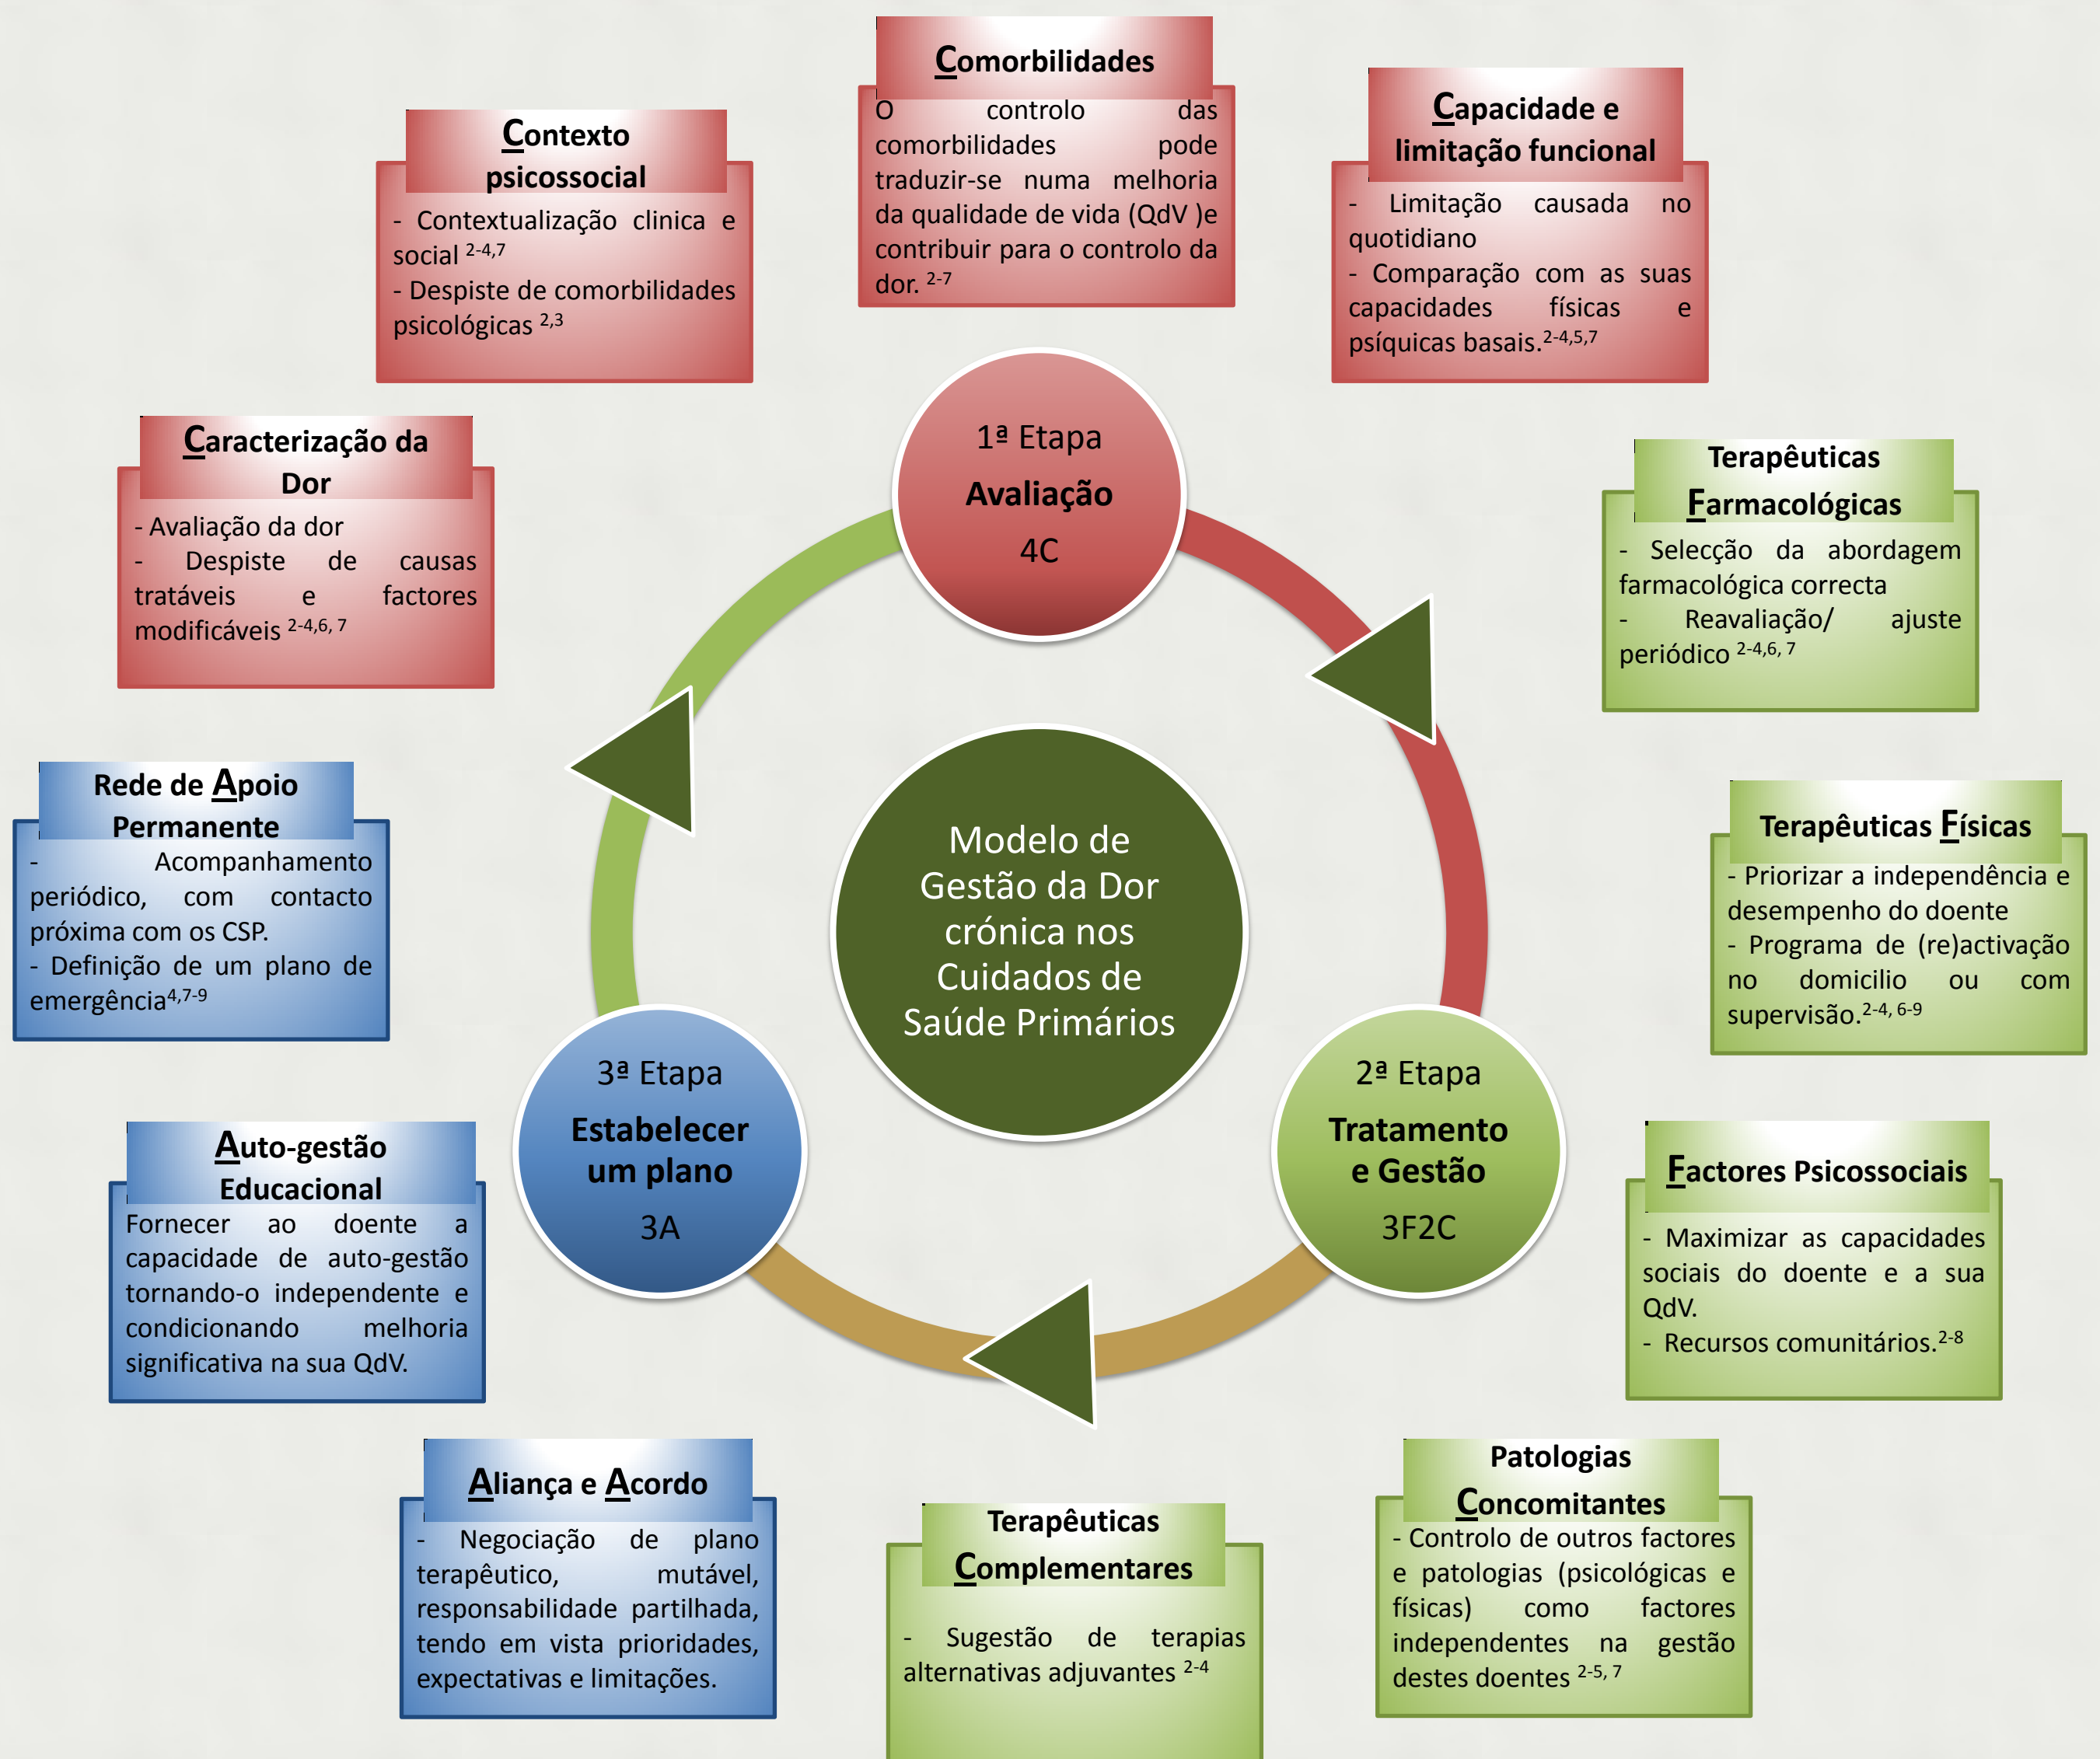 Comorbilidades
O controlo das
comorbilidades pode
traduzir-se numa melhoria
da qualidade de vida (QdV )e
contribuir para o controlo da
dor. 2-7
Capacidade e
limitação funcional
- Limitação causada no
quotidiano
- Comparação com as suas
capacidades físicas e
psíquicas basais.2-4,5,7
Contexto
psicossocial
- Contextualização clinica e
social 2-4,7
- Despiste de comorbilidades
psicológicas 2,3
Caracterização da
Dor
- Avaliação da dor
- Despiste de causas
tratáveis e factores
modificáveis 2-4,6, 7
1ª Etapa
Avaliação
4C
Terapêuticas
Farmacológicas
- Selecção da abordagem
farmacológica correcta
- Reavaliação/ ajuste
periódico 2-4,6, 7
Rede de Apoio
Permanente
- Acompanhamento
periódico, com contacto
próxima com os CSP.
- Definição de um plano de
emergência4,7-9
Modelo de
Gestão da Dor
crónica nos
Cuidados de
Saúde Primários
Terapêuticas Físicas
- Priorizar a independência e
desempenho do doente
- Programa de (re)activação
no domicilio ou com
supervisão.2-4, 6-9
3ª Etapa
Estabelecer
um plano
3A
2ª Etapa
Tratamento
e Gestão
3F2C
Auto-gestão
Educacional
Fornecer ao doente a
capacidade de auto-gestão
tornando-o independente e
condicionando melhoria
significativa na sua QdV.
Factores Psicossociais
- Maximizar as capacidades
sociais do doente e a sua
QdV.
- Recursos comunitários.2-8
Aliança e Acordo
- Negociação de plano
terapêutico, mutável,
responsabilidade partilhada,
tendo em vista prioridades,
expectativas e limitações.
Terapêuticas
Complementares
- Sugestão de terapias
alternativas adjuvantes 2-4
Patologias
Concomitantes
- Controlo de outros factores
e patologias (psicológicas e
físicas) como factores
independentes na gestão
destes doentes 2-5, 7